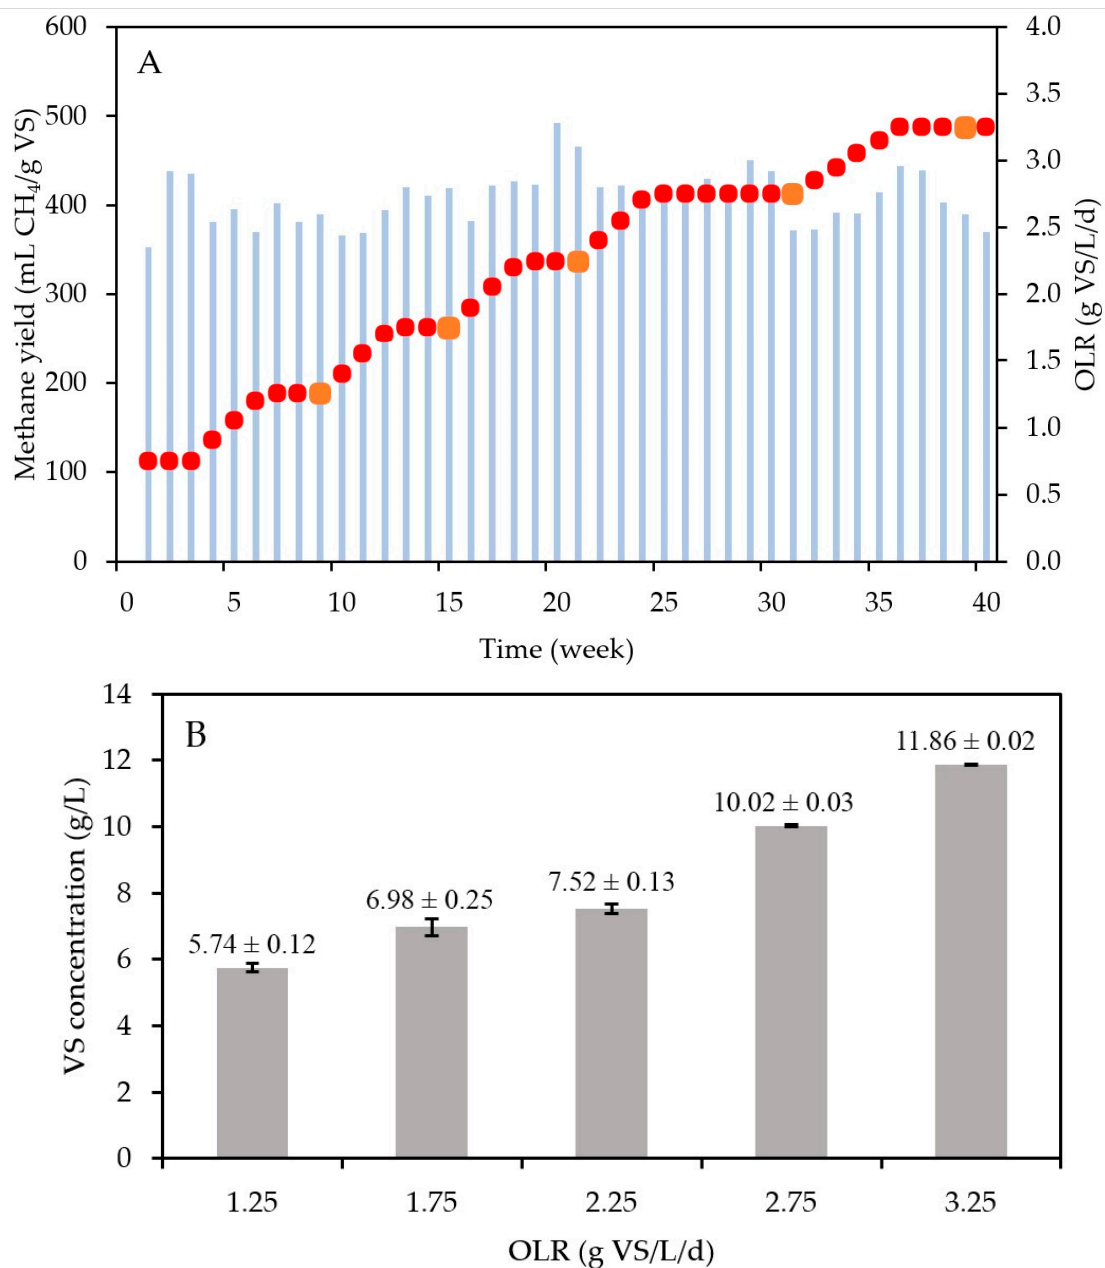 A
Methane yield (mL CH₄/g VS)
600
500
400
300
200
100
0
4.0
3.5
3.0
2.5
2.0
1.5
1.0
0.5
0.0
OLR (g VS/L/d)
0 5 10 15 20 25 30 35 40
Time (week)
B
VS concentration (g/L)
14
12
10
8
6
4
2
0
5.74 ± 0.12
6.98 ± 0.25
7.52 ± 0.13
10.02 ± 0.03
11.86 ± 0.02
1.25 1.75 2.25 2.75 3.25
OLR (g VS/L/d)